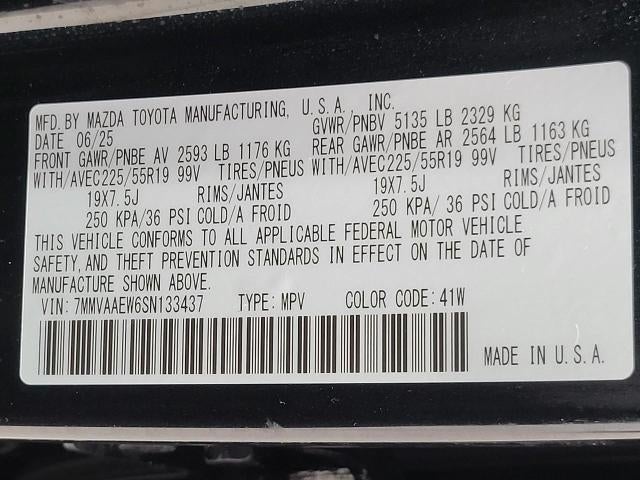 MFD. BY MAZDA TOYOTA MANUFACTURING, U.S.A., INC.
DATE 06/25 GVWR/PNBV 5135 LB 2329 KG
FRONT GAWR/PNBE AV 2593 LB 1176 KG REAR GAWR/PNBE AR 2564 LB 1163 KG
WITH/AVEC225/55R19 99V TIRES/PNEUS WITH/AVEC225/55R19 99V TIRES/PNEUS
19X7.5J RIMS/JANTES 19X7.5J RIMS/JANTES
250 KPA/36 PSI COLD/A FROID 250 KPA/ 36 PSI COLD/A FROID
THIS VEHICLE CONFORMS TO ALL APPLICABLE FEDERAL MOTOR VEHICLE
SAFETY, AND THEFT PREVENTION STANDARDS IN EFFECT ON THE DATE OF
MANUFACTURE SHOWN ABOVE.
VIN: 7MMVAAEW6SN133437 TYPE: MPV COLOR CODE: 41W
MADE IN U.S.A.